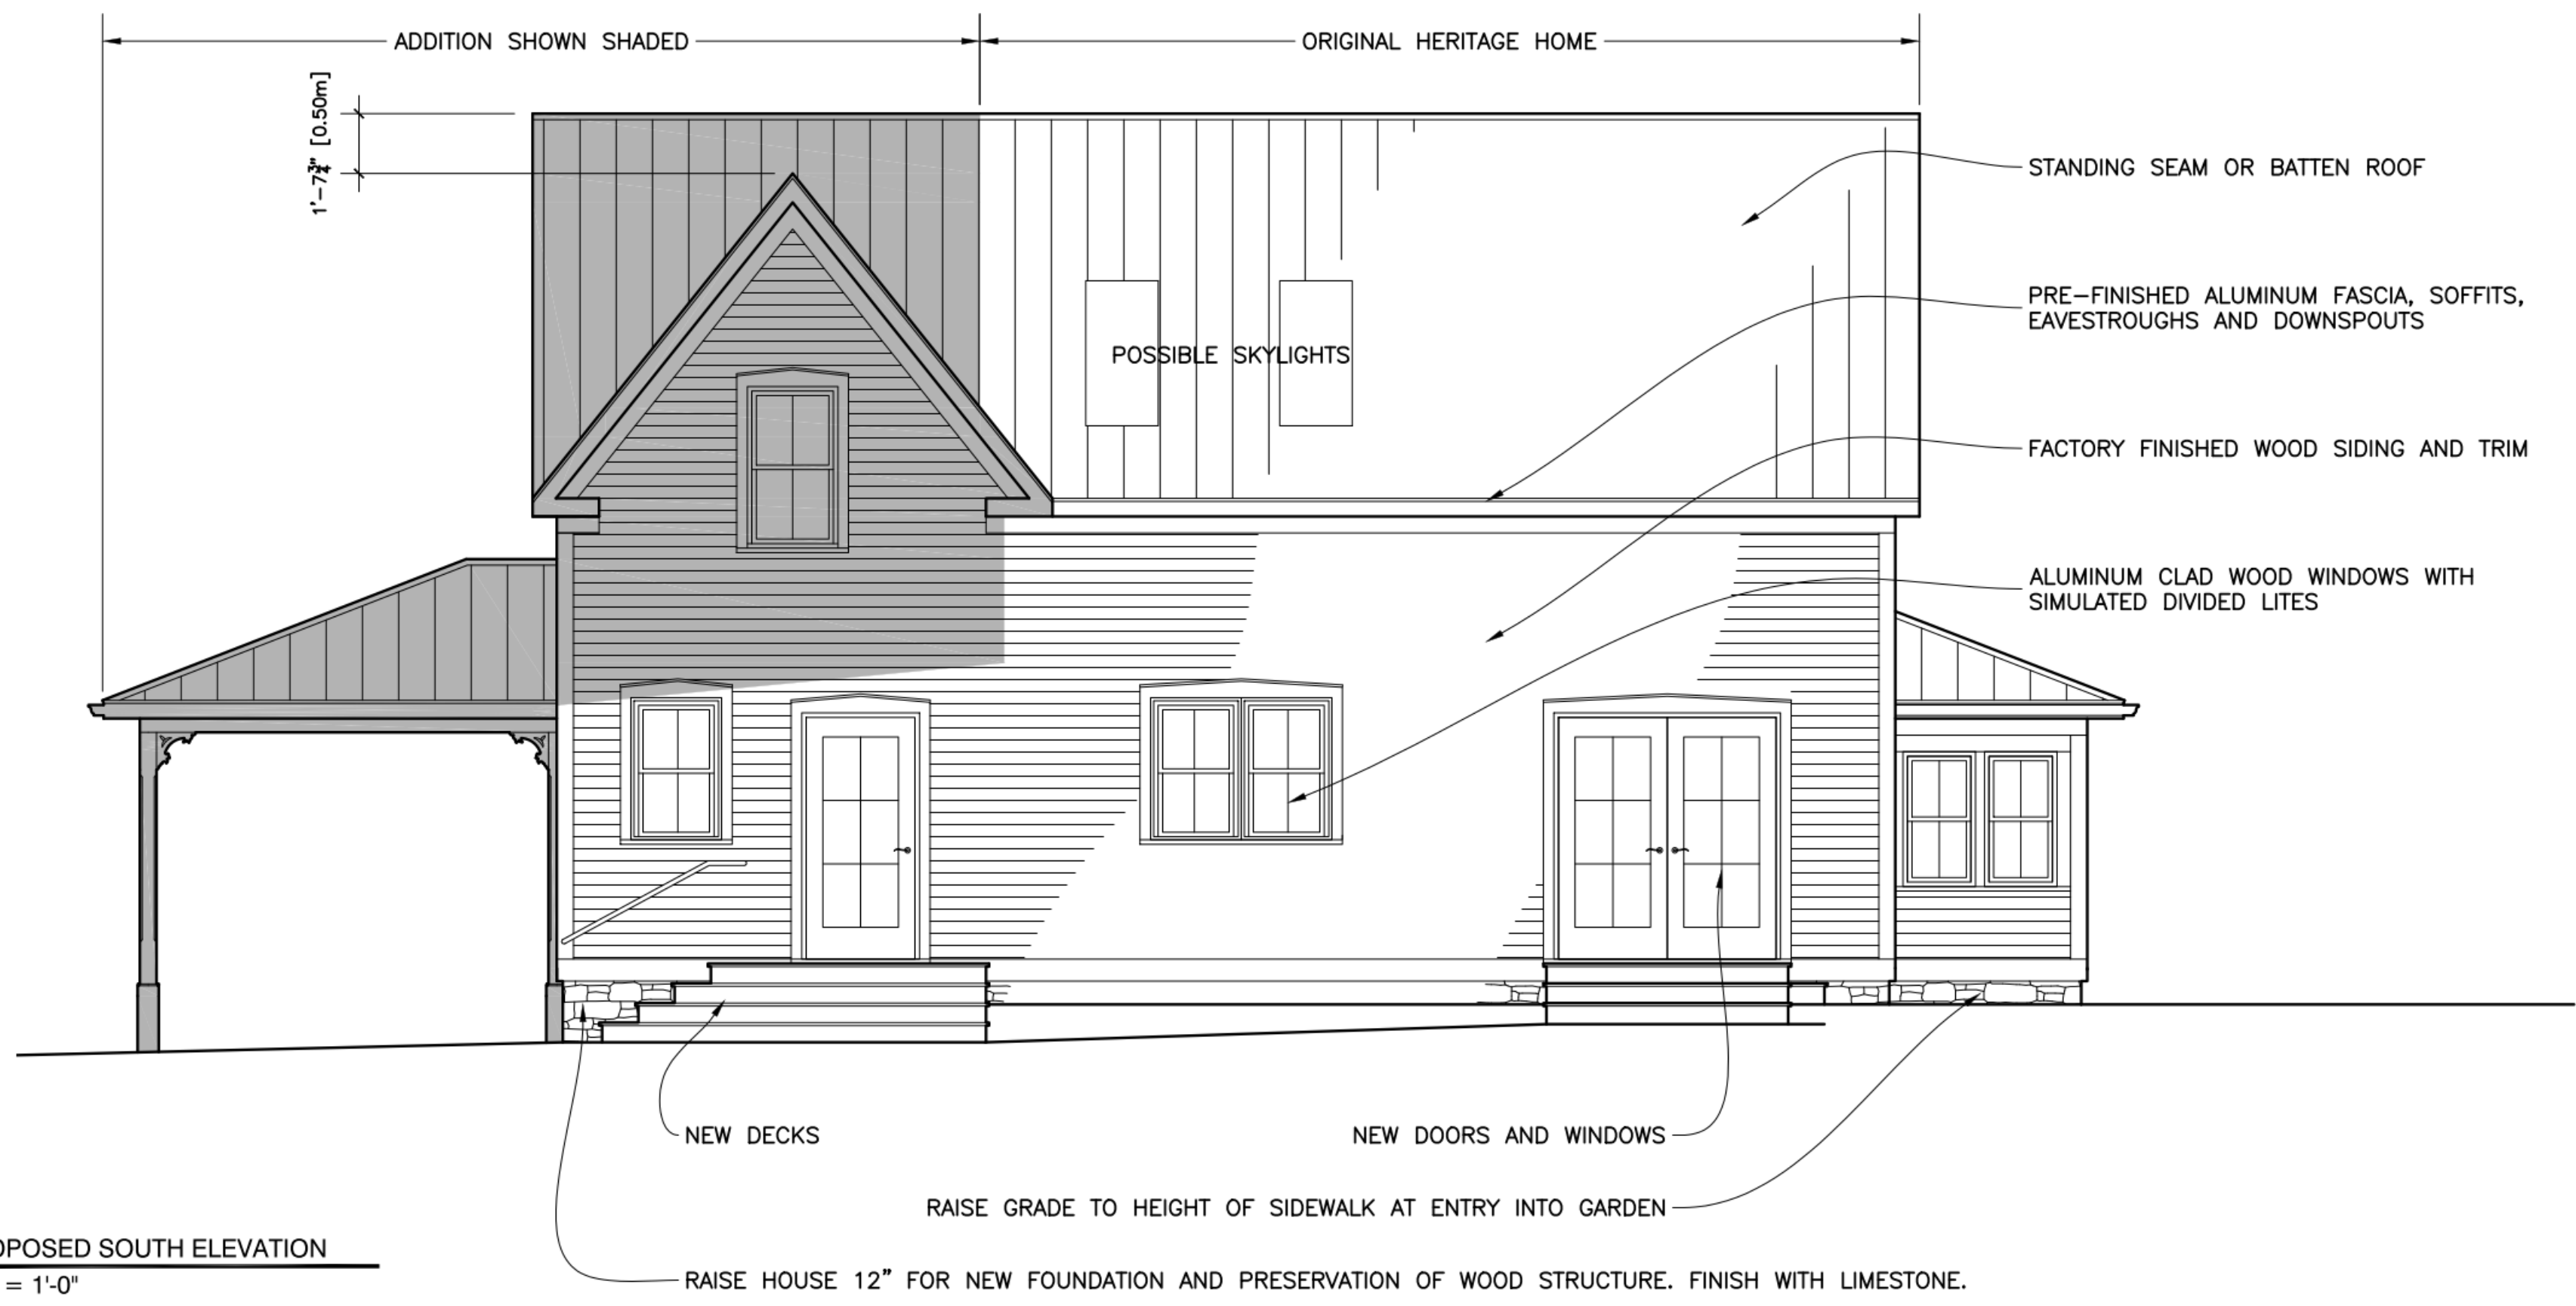 ADDITION SHOWN SHADED
ORIGINAL HERITAGE HOME
1'-7¾" [0.50m]
STANDING SEAM OR BATTEN ROOF
PRE-FINISHED ALUMINUM FASCIA, SOFFITS,
EAVESTROUGHS AND DOWNSPOUTS
POSSIBLE SKYLIGHTS
FACTORY FINISHED WOOD SIDING AND TRIM
ALUMINUM CLAD WOOD WINDOWS WITH
SIMULATED DIVIDED LITES
NEW DECKS
NEW DOORS AND WINDOWS
RAISE GRADE TO HEIGHT OF SIDEWALK AT ENTRY INTO GARDEN
OPOSED SOUTH ELEVATION
= 1'-0"
RAISE HOUSE 12" FOR NEW FOUNDATION AND PRESERVATION OF WOOD STRUCTURE. FINISH WITH LIMESTONE.